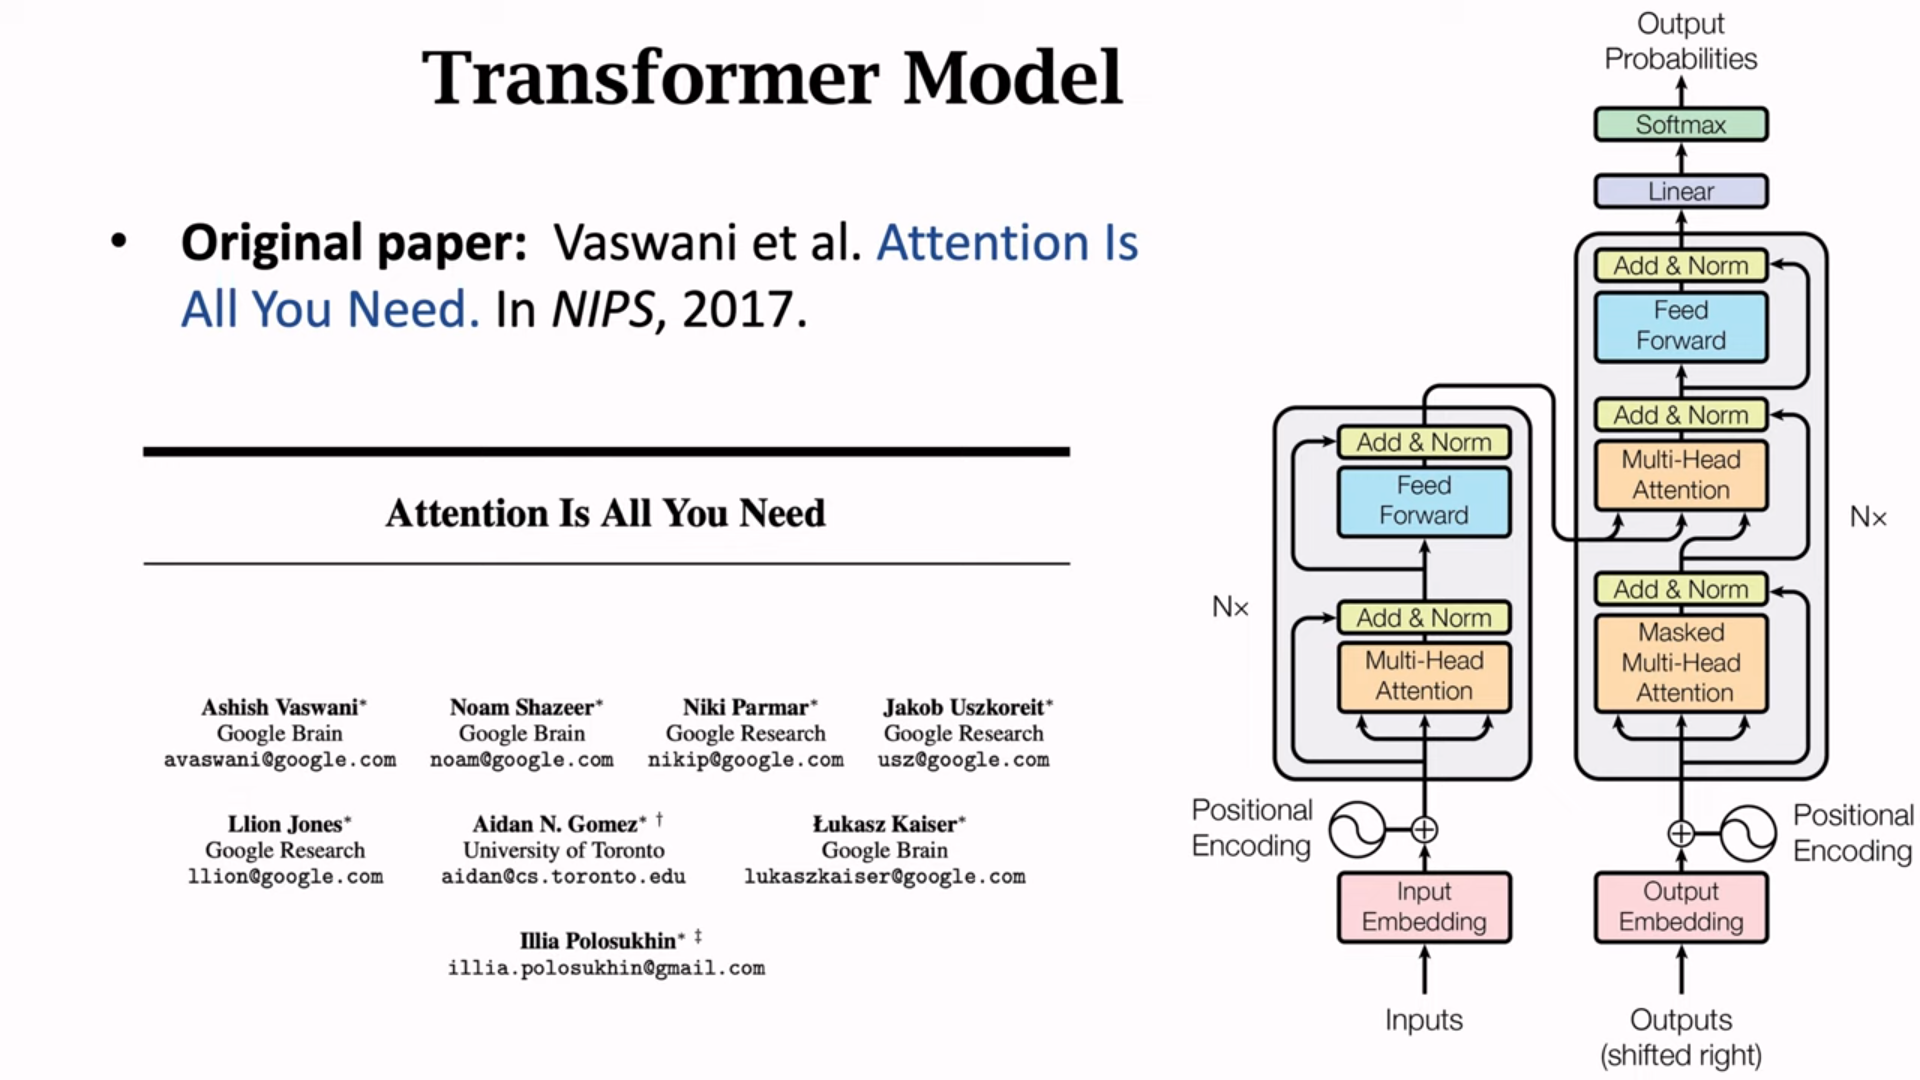 Transformer Model
• Original paper: Vaswani et al. Attention Is
All You Need. In NIPS, 2017.
Attention Is All You Need
Ashish Vaswani* Noam Shazeer* Niki Parmar* Jakob Uszkoreit*
Google Brain Google Brain Google Research Google Research
avaswani@google.com noam@google.com nikip@google.com usz@google.com
Llion Jones* Aidan N. Gomez* † Łukasz Kaiser*
Google Research University of Toronto Google Brain
llion@google.com aidan@cs.toronto.edu lukaszkaiser@google.com
Illia Polosukhin* ‡
illia.polosukhin@gmail.com
Output
Probabilities
Softmax
Linear
Add & Norm
Feed
Forward
Add & Norm
Multi-Head
Attention
Nx
Add & Norm
Masked
Multi-Head
Attention
Positional
Encoding
Output
Embedding
Outputs
(shifted right)
Add & Norm
Feed
Forward
Nx
Add & Norm
Multi-Head
Attention
Positional
Encoding
Input
Embedding
Inputs